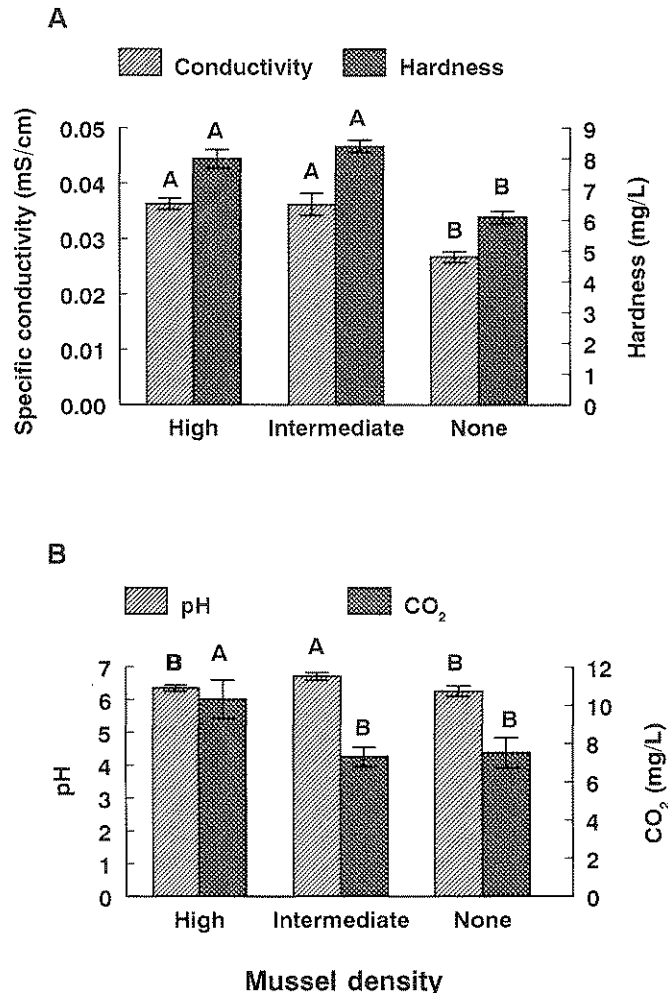 A
Conductivity Hardness
Specific conductivity (mS/cm)
0.05
0.04
0.03
0.02
0.01
0.00
A A A A B B
9
8
7
6
5
4
3
2
1
0
Hardness (mg/L)
High Intermediate None
B
pH CO₂
pH
7
6
5
4
3
2
1
0
B A A B B B
12
10
8
6
4
2
0
CO₂ (mg/L)
High Intermediate None
Mussel density